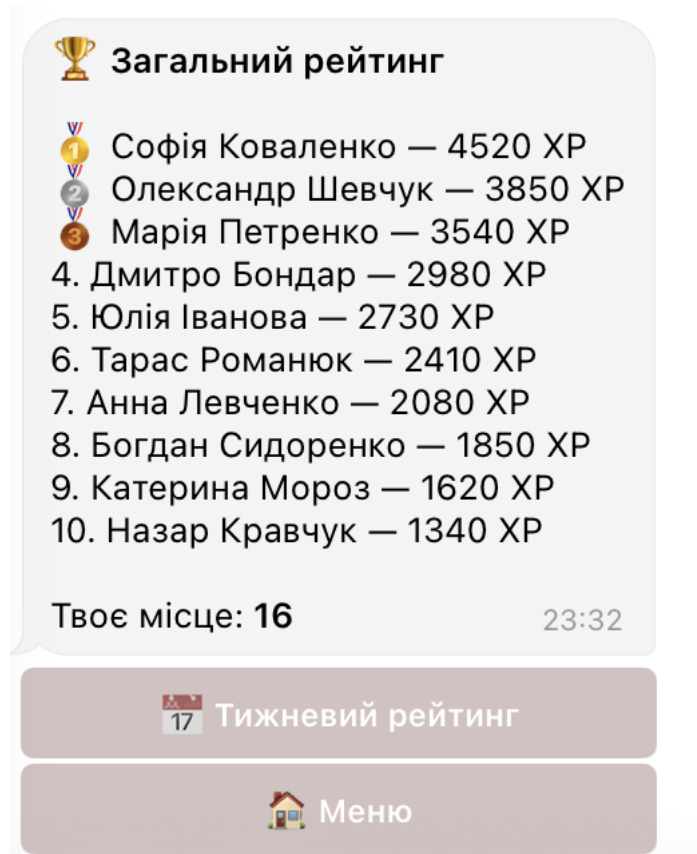 🏆 Загальний рейтинг
🥇 Софія Коваленко — 4520 XP
🥈 Олександр Шевчук — 3850 XP
🥉 Марія Петренко — 3540 XP
4. Дмитро Бондар — 2980 XP
5. Юлія Іванова — 2730 XP
6. Тарас Романюк — 2410 XP
7. Анна Левченко — 2080 XP
8. Богдан Сидоренко — 1850 XP
9. Катерина Мороз — 1620 XP
10. Назар Кравчук — 1340 XP
Твоє місце: 16
23:32
📅 Тижневий рейтинг
🏠 Меню